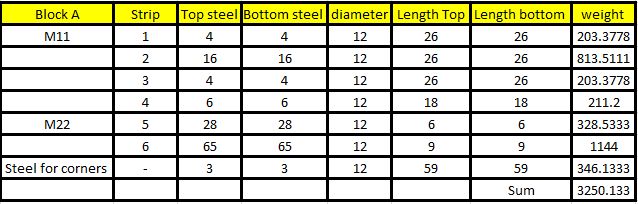 Block A Strip Top steel Bottom steel diameter Length Top Length bottom weight
M11 1 4 4 12 26 26 203.3778
2 16 16 12 26 26 813.5111
3 4 4 12 26 26 203.3778
4 6 6 12 18 18 211.2
M22 5 28 28 12 6 6 328.5333
6 65 65 12 9 9 1144
Steel for corners - 3 3 12 59 59 346.1333
Sum 3250.133